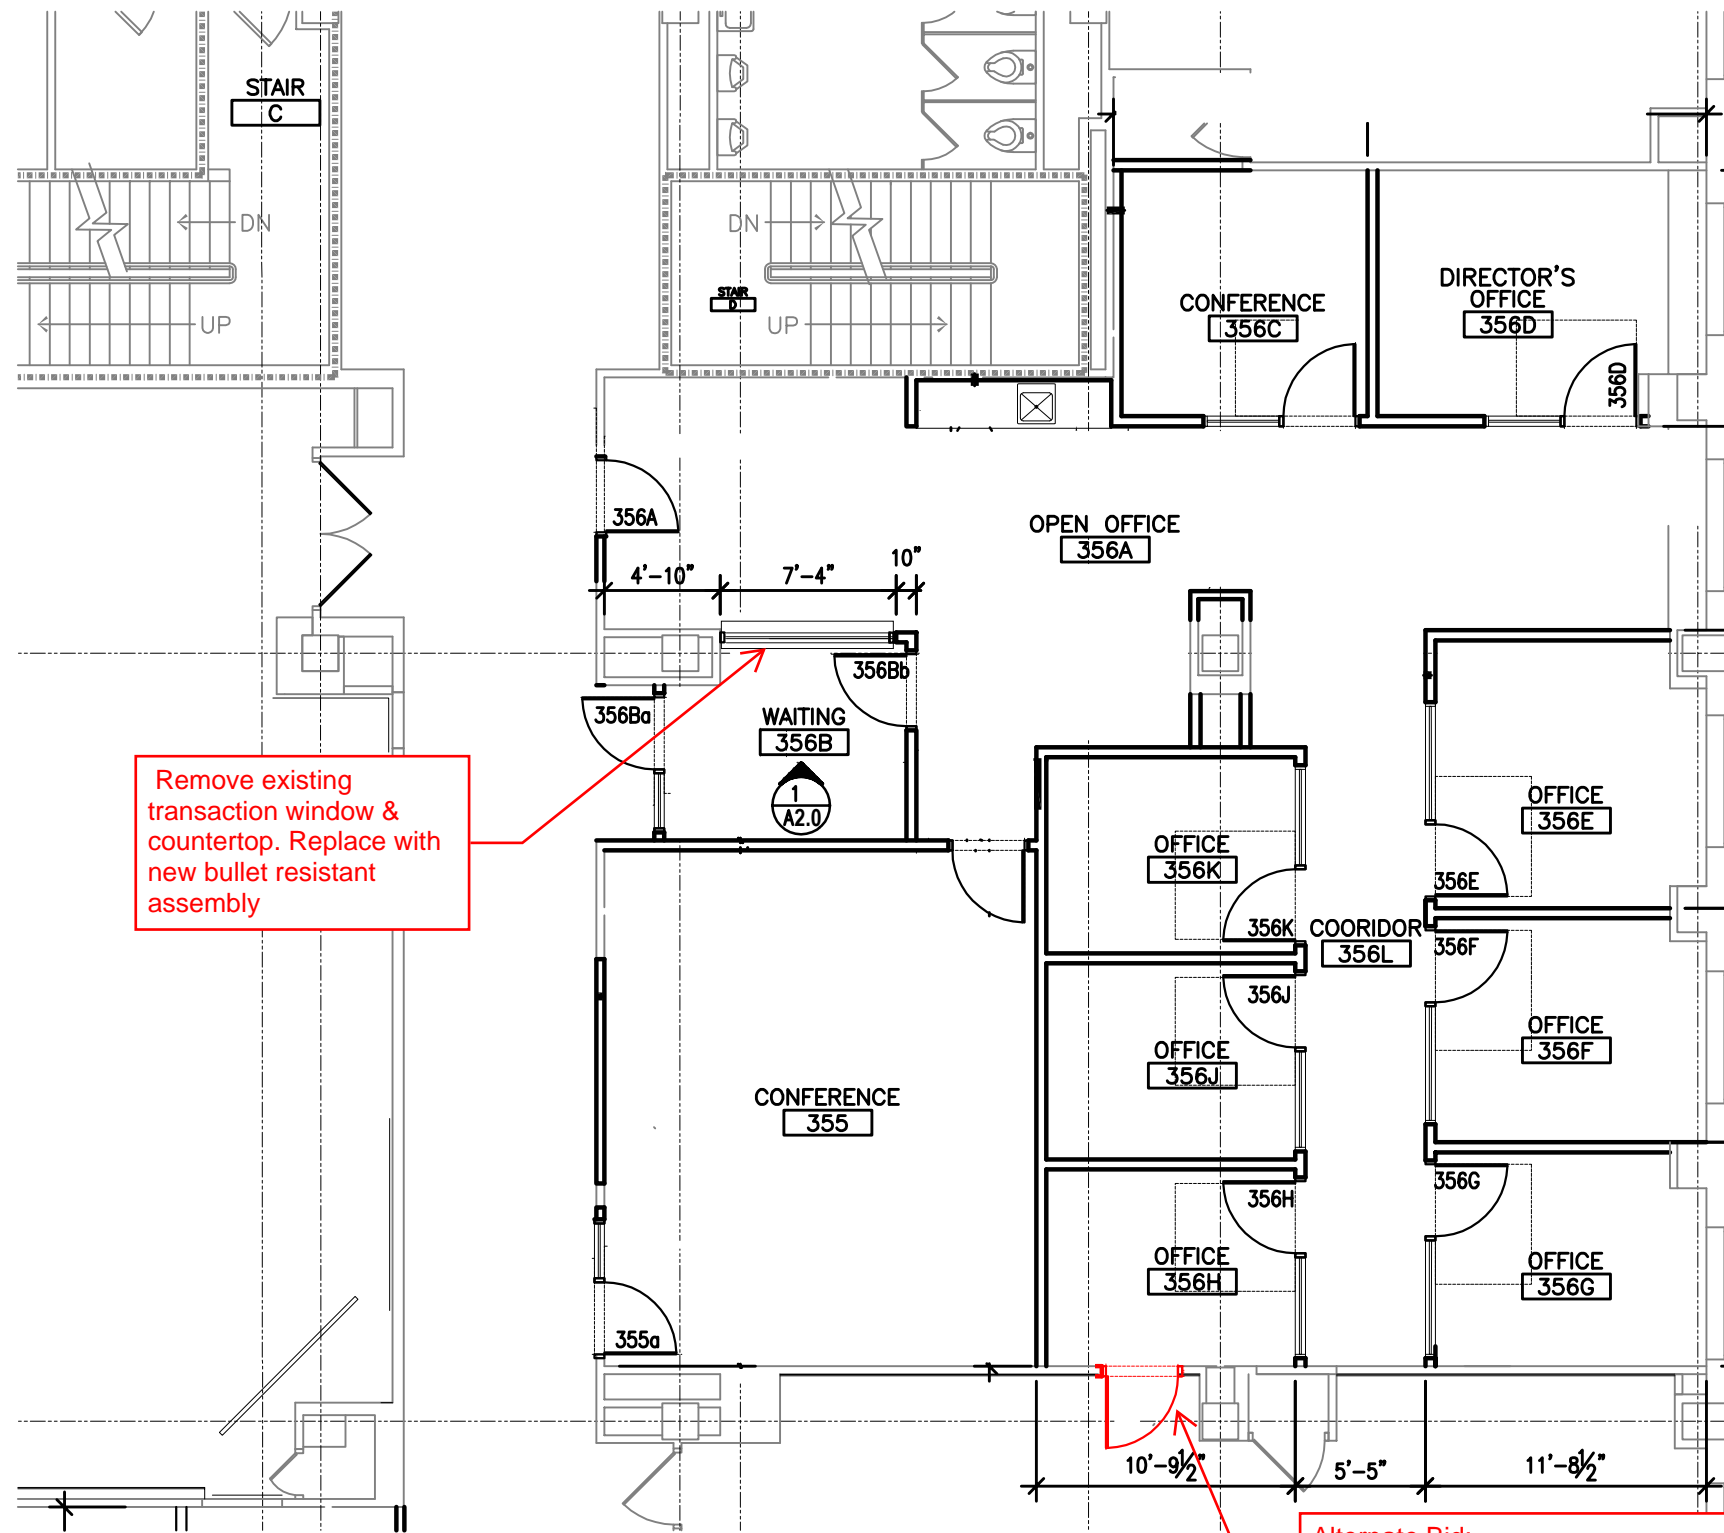 STAIR
C
DN
UP
DN
UP
STAIR
D
CONFERENCE
356C
DIRECTOR'S
OFFICE
356D
356D
356A
OPEN OFFICE
356A
4'-10"
7'-4"
10"
356Bb
356Ba
WAITING
356B
1
A2.0
Remove existing
transaction window &
countertop. Replace with
new bullet resistant
assembly
OFFICE
356E
356E
OFFICE
356K
356K
COORIDOR
356L
356F
OFFICE
356F
356J
OFFICE
356J
CONFERENCE
355
356G
356H
OFFICE
356H
OFFICE
356G
355a
10'-9½"
5'-5"
11'-8½"
Alternate Bid: